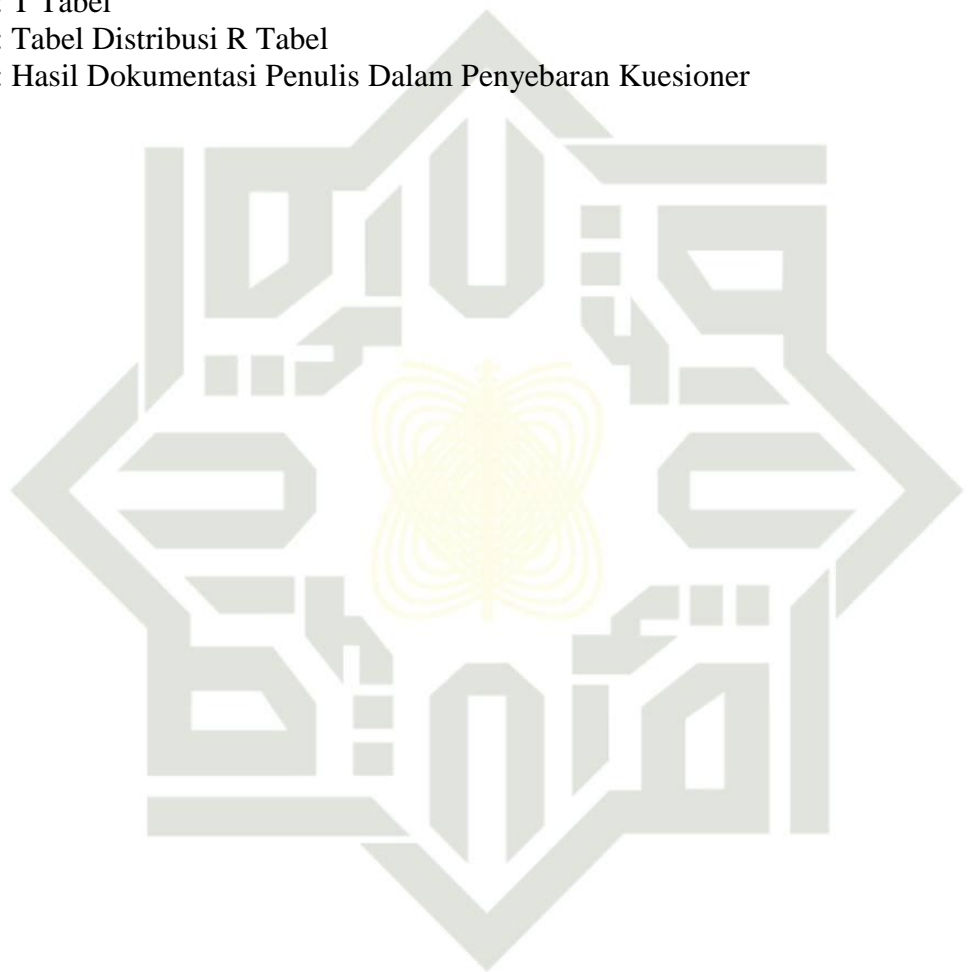 : T Tabel
: Tabel Distribusi R Tabel
: Hasil Dokumentasi Penulis Dalam Penyebaran Kuesioner